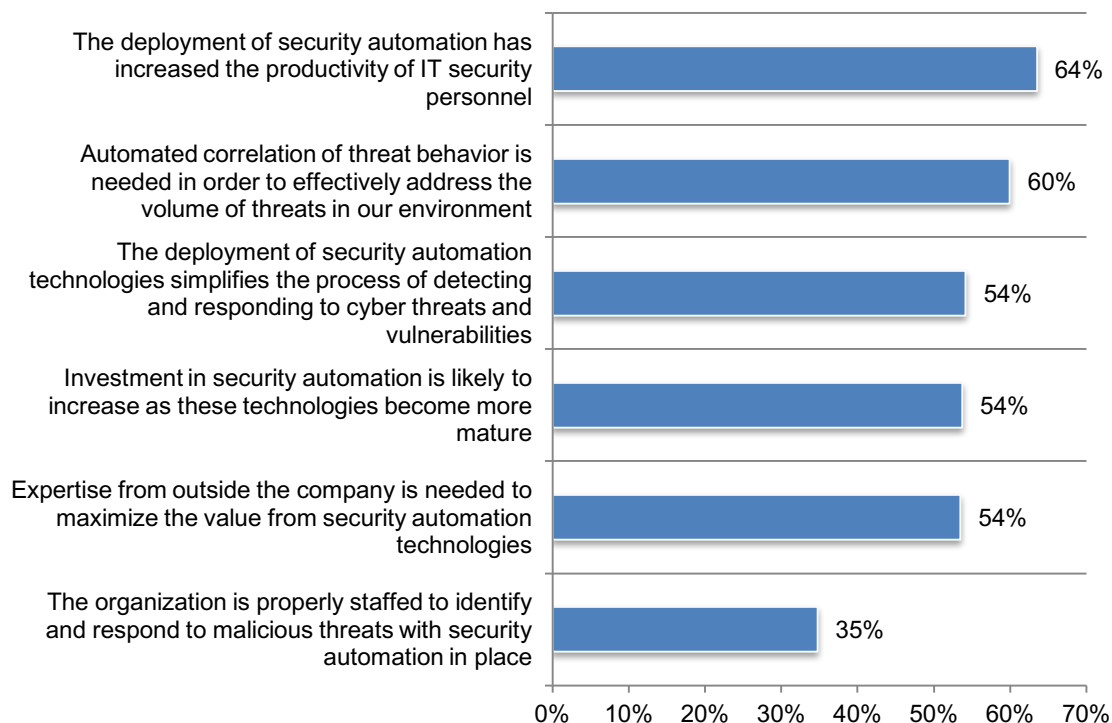 The deployment of security automation has
increased the productivity of IT security
personnel
64%
Automated correlation of threat behavior is
needed in order to effectively address the
volume of threats in our environment
60%
The deployment of security automation
technologies simplifies the process of detecting
and responding to cyber threats and
vulnerabilities
54%
Investment in security automation is likely to
increase as these technologies become more
mature
54%
Expertise from outside the company is needed to
maximize the value from security automation
technologies
54%
The organization is properly staffed to identify
and respond to malicious threats with security
automation in place
35%
0% 10% 20% 30% 40% 50% 60% 70%